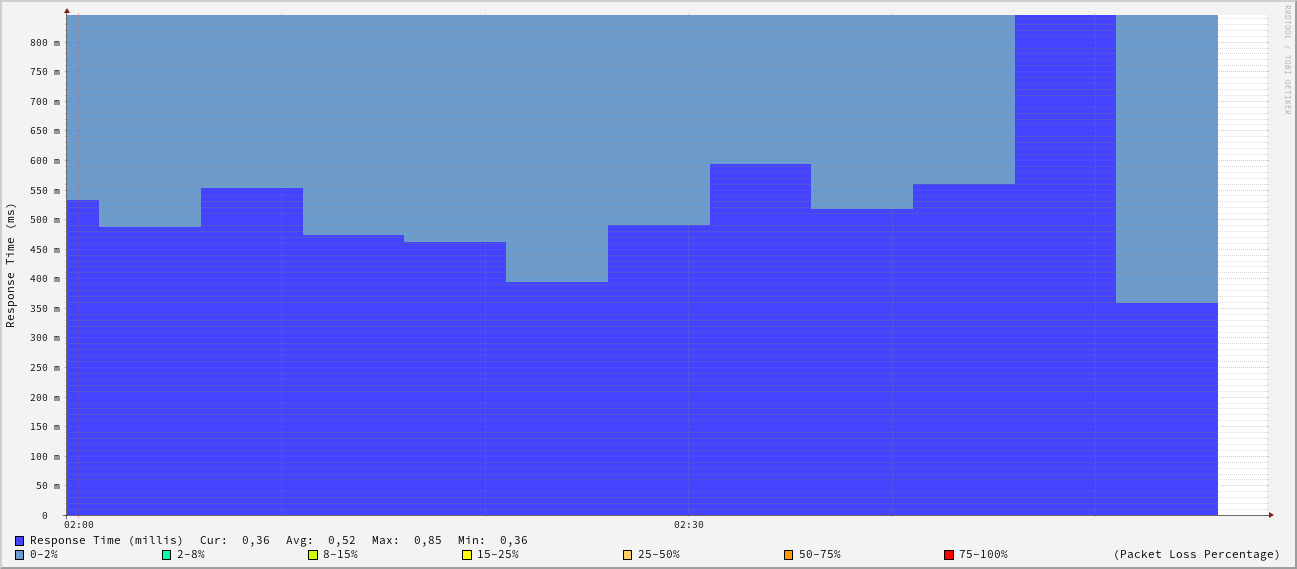 RRDTOOL / TOBI OETIKER
Response Time (ms)
800 m
750 m
700 m
650 m
600 m
550 m
500 m
450 m
400 m
350 m
300 m
250 m
200 m
150 m
100 m
50 m
0
02:00 02:30
Response Time (millis) Cur: 0,36 Avg: 0,52 Max: 0,85 Min: 0,36
0-2% 2-8% 8-15% 15-25% 25-50% 50-75% 75-100% (Packet Loss Percentage)